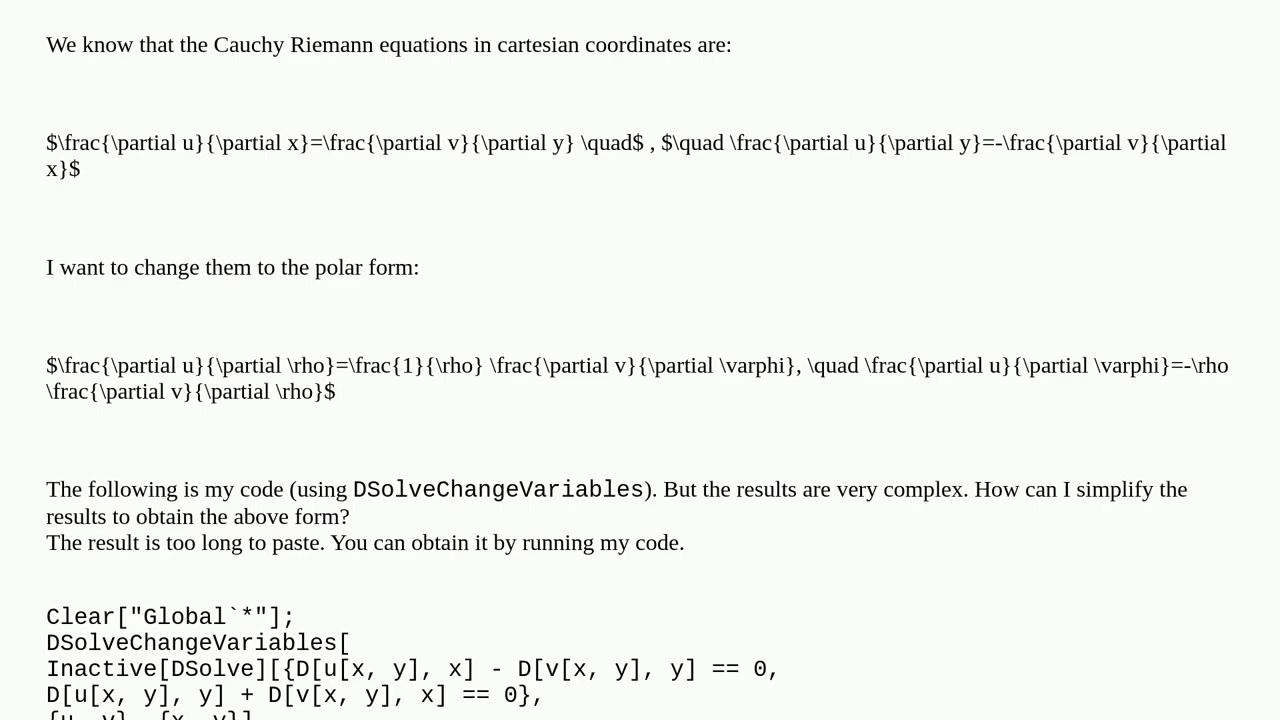 We know that the Cauchy Riemann equations in cartesian coordinates are:
$\frac{\partial u}{\partial x}=\frac{\partial v}{\partial y} \quad$ , $\quad \frac{\partial u}{\partial y}=-\frac{\partial v}{\partial
x}$
I want to change them to the polar form:
$\frac{\partial u}{\partial \rho}=\frac{1}{\rho} \frac{\partial v}{\partial \varphi}, \quad \frac{\partial u}{\partial \varphi}=-\rho
\frac{\partial v}{\partial \rho}$
The following is my code (using DSolveChangeVariables). But the results are very complex. How can I simplify the
results to obtain the above form?
The result is too long to paste. You can obtain it by running my code.
Clear["Global`*"];
DSolveChangeVariables[
Inactive[DSolve][{D[u[x, y], x] - D[v[x, y], y] == 0,
D[u[x, y], y] + D[v[x, y], x] == 0},
{u, v}, {x, y}]